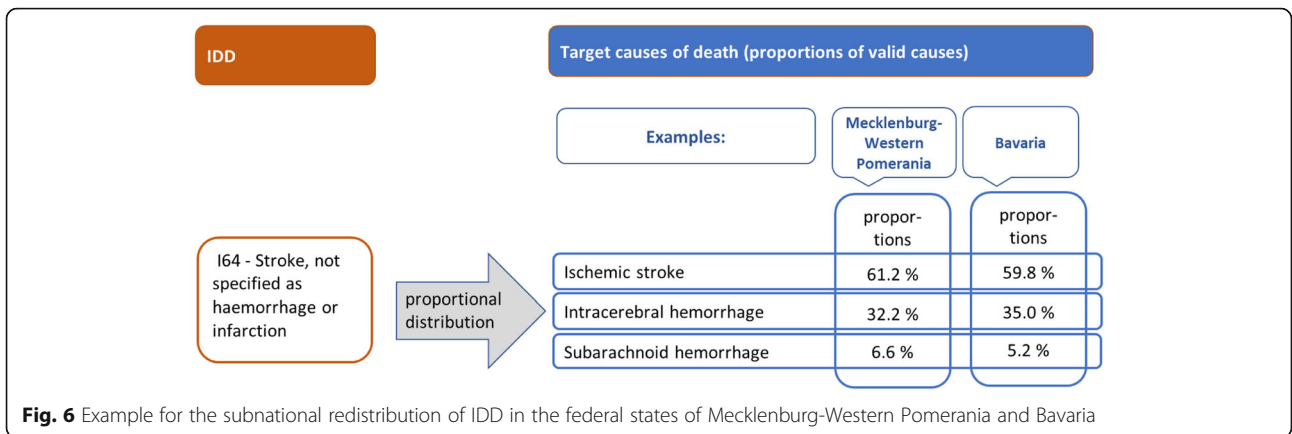 IDD
Target causes of death (proportions of valid causes)
Examples:
Mecklenburg-
Western
Pomerania
Bavaria
propor-
tions
propor-
tions
I64 - Stroke, not
specified as
haemorrhage or
infarction
proportional
distribution
Ischemic stroke 61.2 % 59.8 %
Intracerebral hemorrhage 32.2 % 35.0 %
Subarachnoid hemorrhage 6.6 % 5.2 %
Fig. 6 Example for the subnational redistribution of IDD in the federal states of Mecklenburg-Western Pomerania and Bavaria